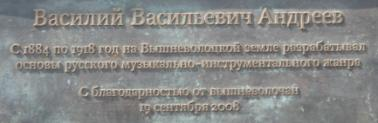 Василий Васильевич Андреев
С 1884 по 1918 год на Вышневолоцкой земле разрабатывал
основы русского музыкально-инструментального жанра
С благодарностью от вышневолочан
19 сентября 2008